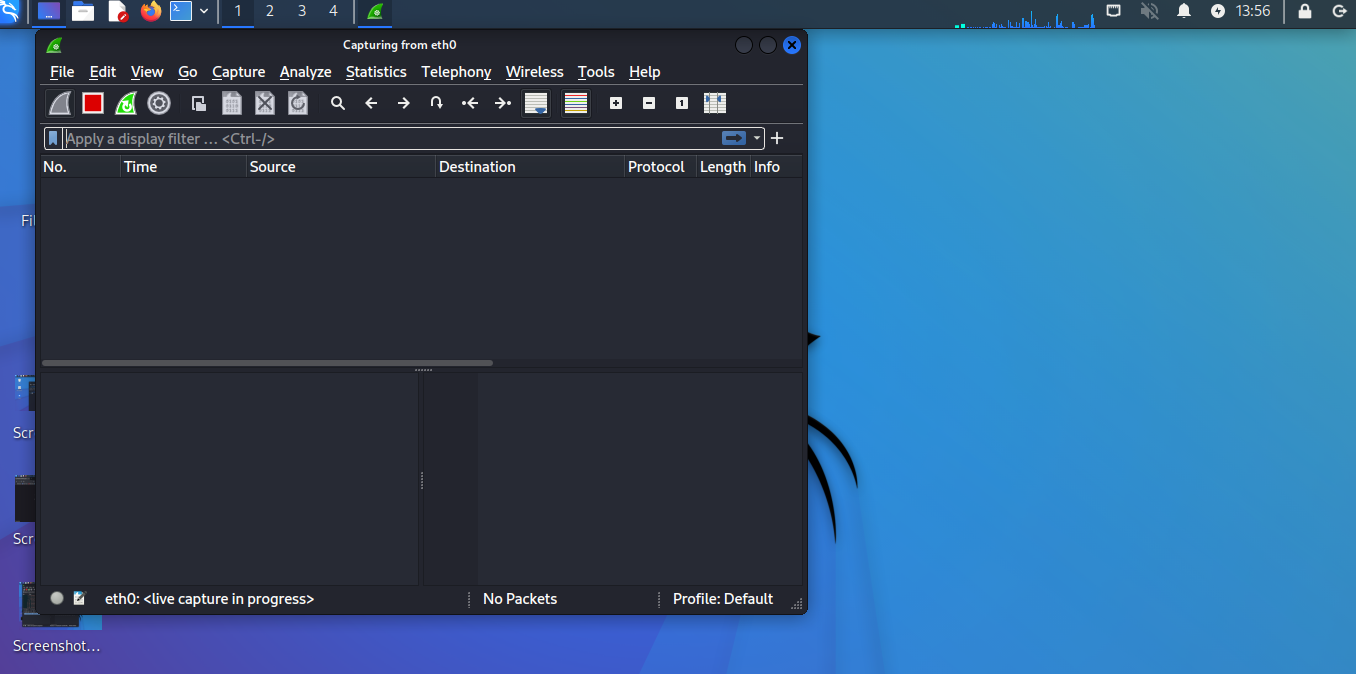 1 2 3 4
13:56
Capturing from eth0
File Edit View Go Capture Analyze Statistics Telephony Wireless Tools Help
1
Apply a display filter … <Ctrl-/>
No. Time Source Destination Protocol Length Info
Fil
Scr
Scr
eth0: <live capture in progress> No Packets Profile: Default
Screenshot…